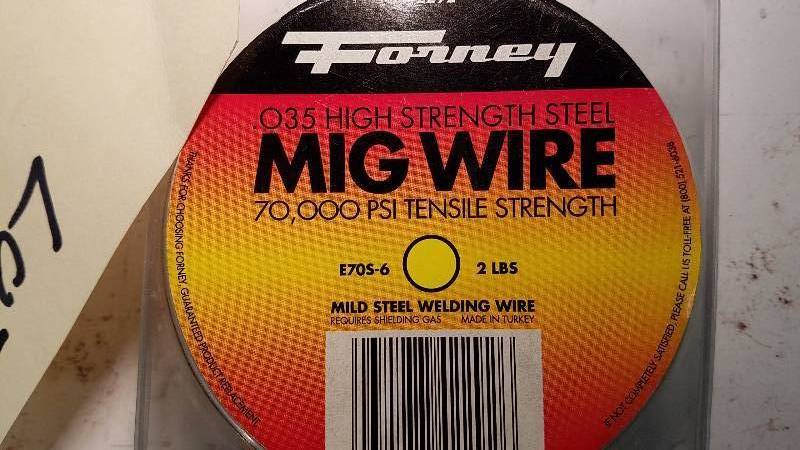 Forney
.035 HIGH STRENGTH STEEL
MIG WIRE
70,000 PSI TENSILE STRENGTH
E70S-6 2 LBS
MILD STEEL WELDING WIRE
REQUIRES SHIELDING GAS MADE IN TURKEY
THANKS FOR CHOOSING FORNEY, GUARANTEED PRODUCT REPLACEMENT
IF NOT COMPLETELY SATISFIED, PLEASE CALL US TOLL-FREE AT (800) 521-6038